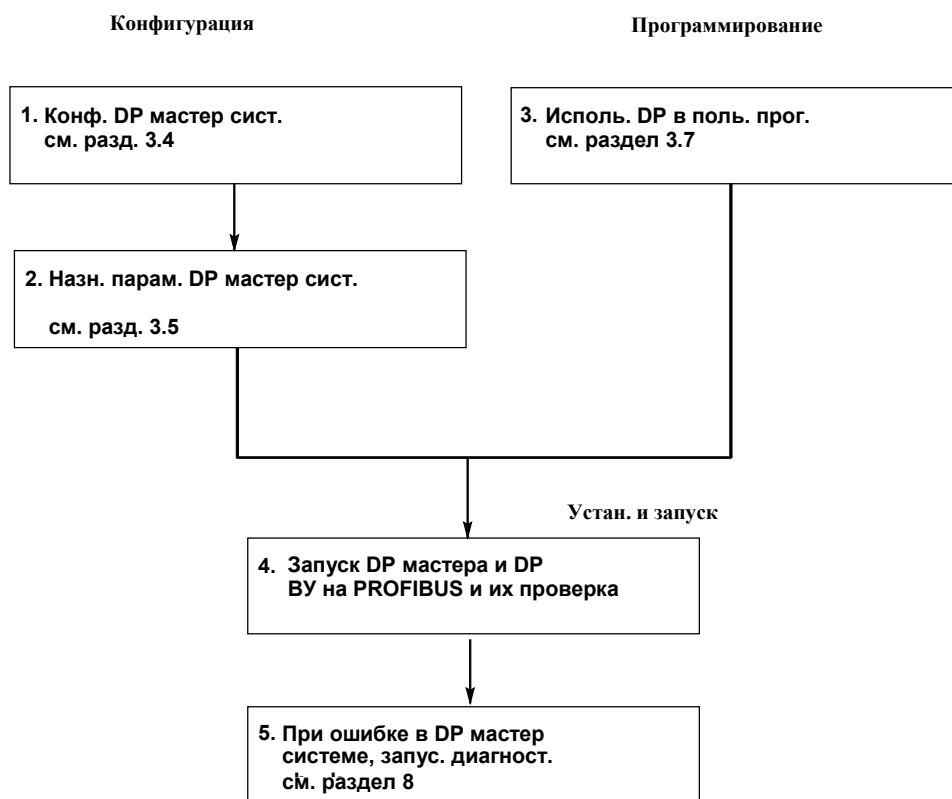 Конфигурация
Программирование
1. Конф. DP мастер сист.
см. разд. 3.4
3. Исполь. DP в поль. прог.
см. раздел 3.7
2. Назн. парам. DP мастер сист.
см. разд. 3.5
Устан. и запуск
4. Запуск DP мастера и DP
ВУ на PROFIBUS и их проверка
5. При ошибке в DP мастер
системе, запус. диагност.
см. раздел 8